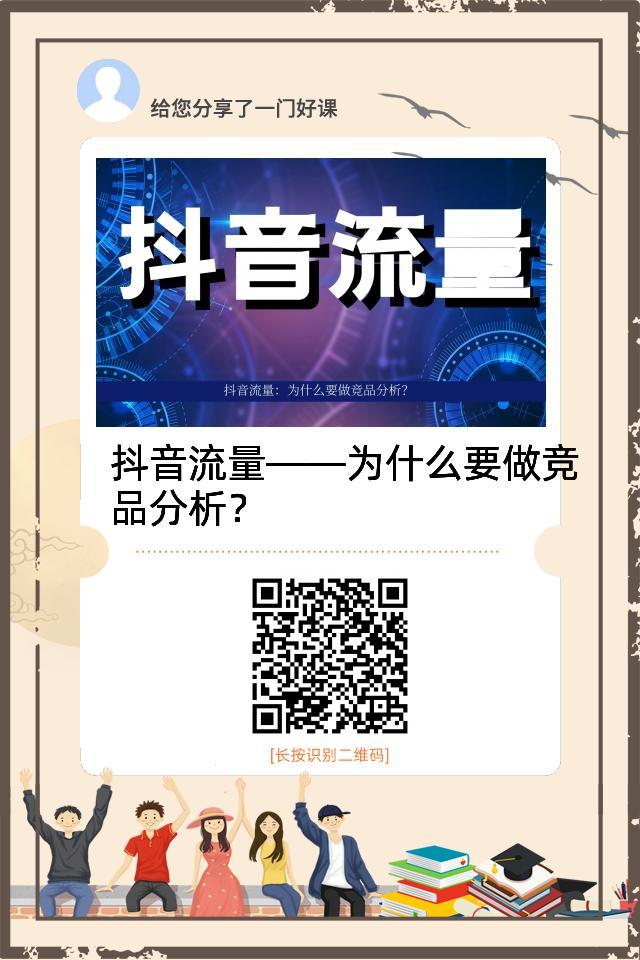 给您分享了一门好课
抖音流量
抖音流量：为什么要做竞品分析？
抖音流量——为什么要做竞
品分析？
[长按识别二维码]